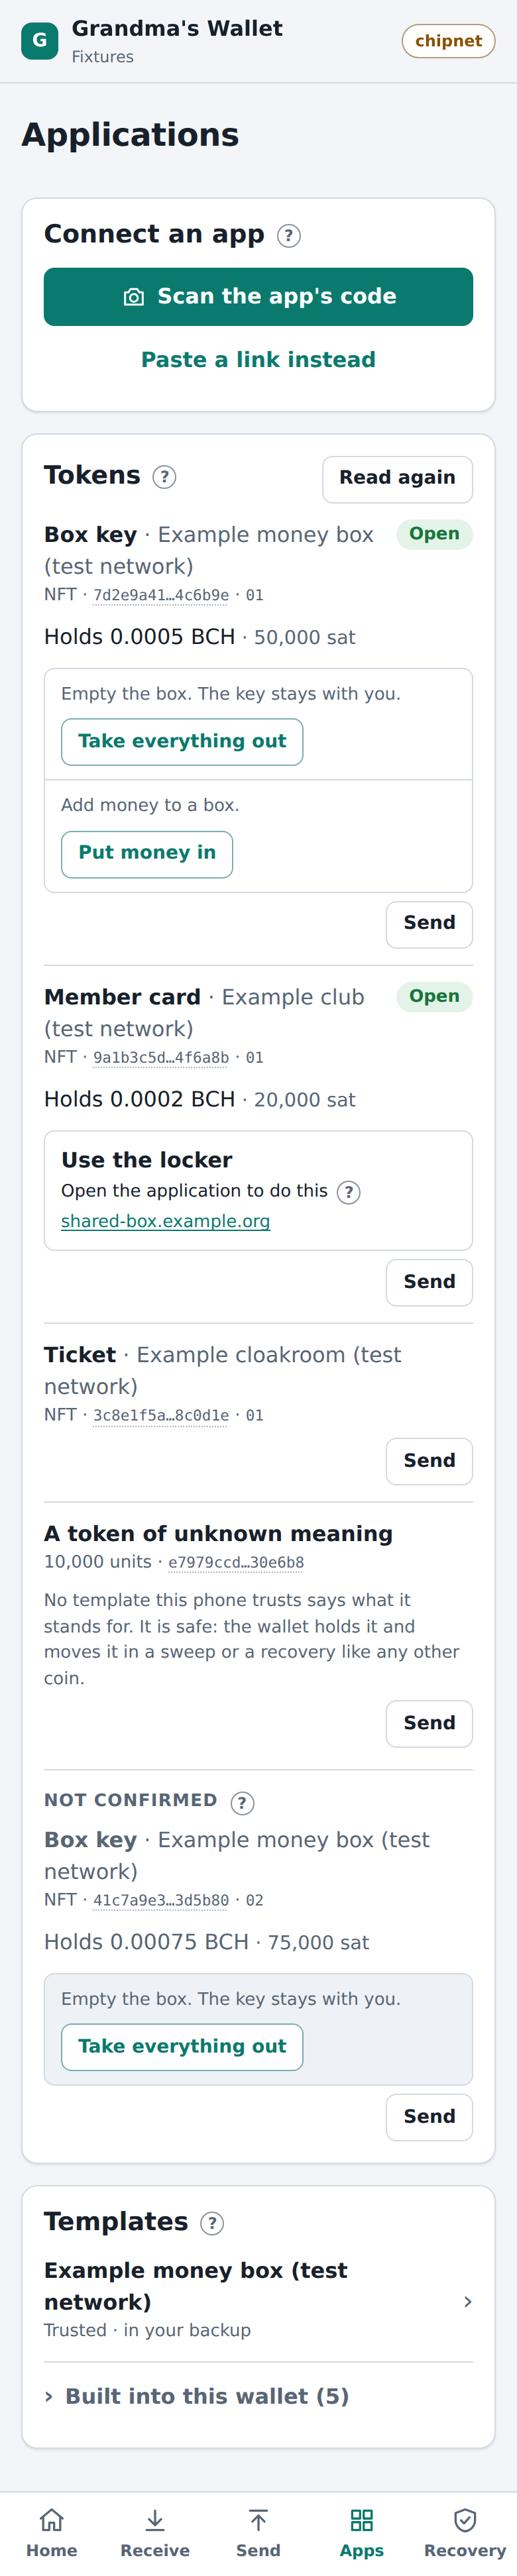 G
Grandma's Wallet
Fixtures
chipnet
Applications
Connect an app ?
Scan the app's code
Paste a link instead
Tokens ?
Read again
Box key · Example money box
(test network)
Open
NFT · 7d2e9a41…4c6b9e · 01
Holds 0.0005 BCH · 50,000 sat
Empty the box. The key stays with you.
Take everything out
Add money to a box.
Put money in
Send
Member card · Example club
(test network)
Open
NFT · 9a1b3c5d…4f6a8b · 01
Holds 0.0002 BCH · 20,000 sat
Use the locker
Open the application to do this ?
shared-box.example.org
Send
Ticket · Example cloakroom (test
network)
NFT · 3c8e1f5a…8c0d1e · 01
Send
A token of unknown meaning
10,000 units · e7979ccd…30e6b8
No template this phone trusts says what it
stands for. It is safe: the wallet holds it and
moves it in a sweep or a recovery like any other
coin.
Send
NOT CONFIRMED ?
Box key · Example money box (test
network)
NFT · 41c7a9e3…3d5b80 · 02
Holds 0.00075 BCH · 75,000 sat
Empty the box. The key stays with you.
Take everything out
Send
Templates ?
Example money box (test
network)
Trusted · in your backup
›
› Built into this wallet (5)
Home
Receive
Send
Apps
Recovery